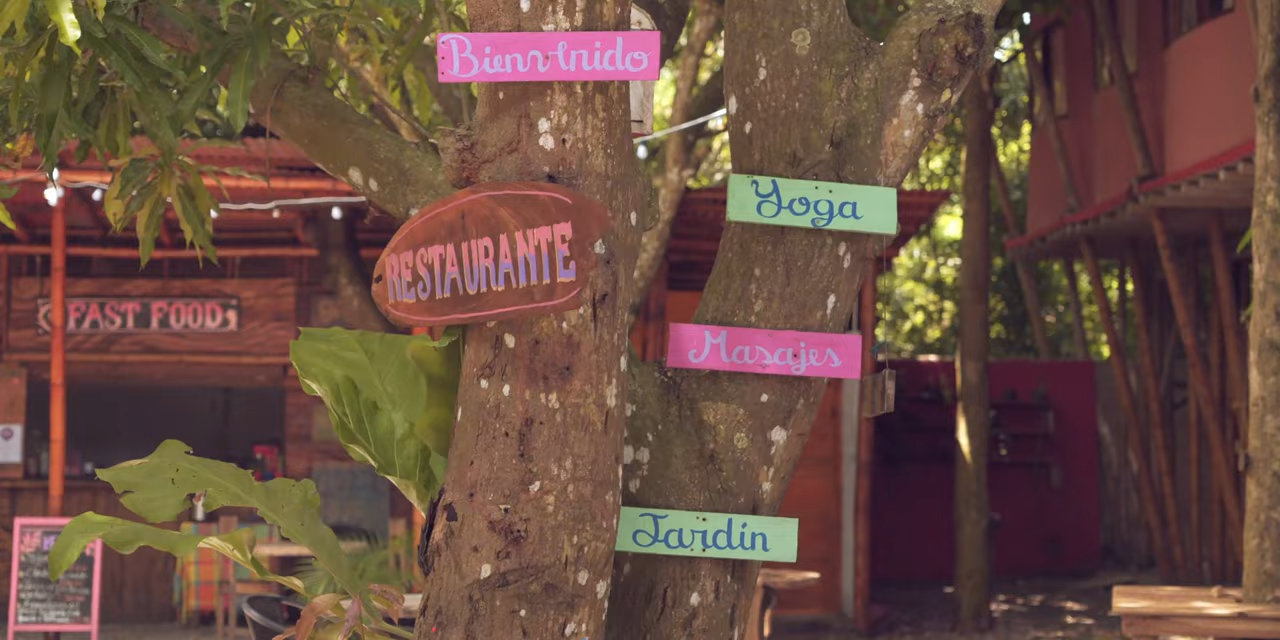 Bienvenido
RESTAURANTE
Yoga
FAST FOOD
Masajes
Jardin